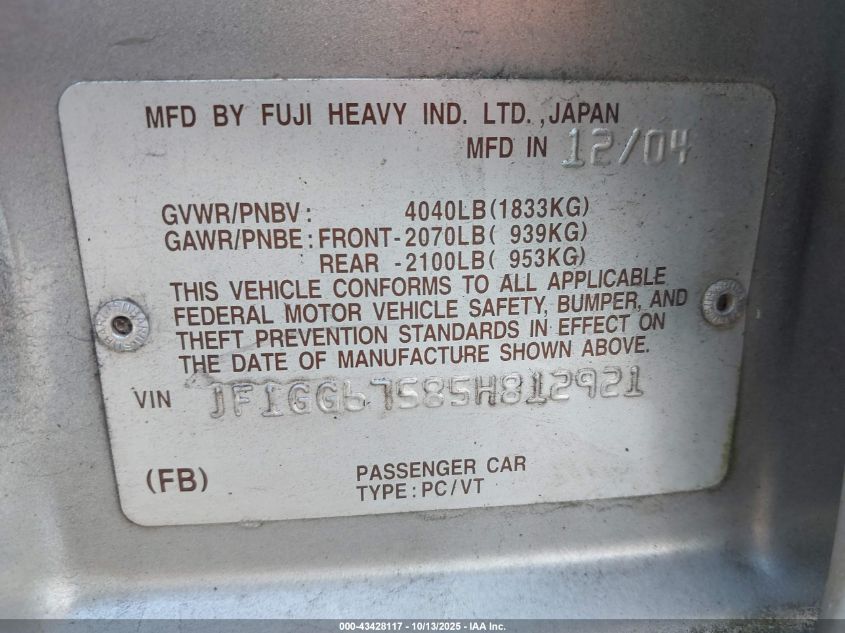 MFD BY FUJI HEAVY IND. LTD.,JAPAN
MFD IN 12/04
GVWR/PNBV: 4040LB(1833KG)
GAWR/PNBE:FRONT-2070LB( 939KG)
REAR -2100LB( 953KG)
THIS VEHICLE CONFORMS TO ALL APPLICABLE
FEDERAL MOTOR VEHICLE SAFETY, BUMPER, AND
THEFT PREVENTION STANDARDS IN EFFECT ON
THE DATE OF MANUFACTURE SHOWN ABOVE.
VIN JF1GG67585H812921
(FB) PASSENGER CAR
TYPE:PC/VT
000-43428117 - 10/13/2025 - IAA Inc.